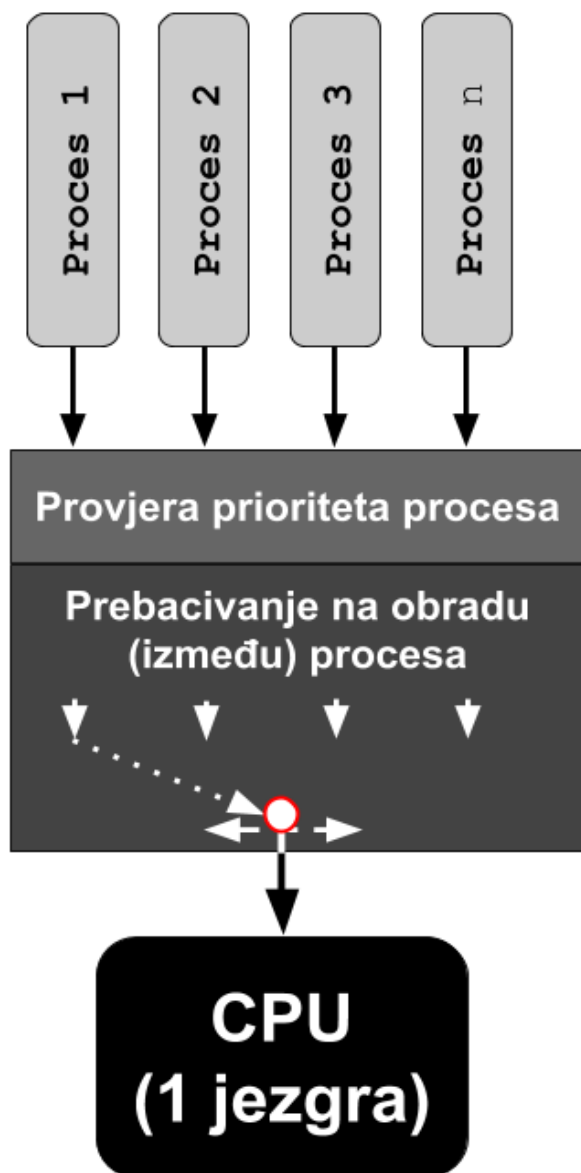 Proces 1
Proces 2
Proces 3
Proces n
Provjera prioriteta procesa
Prebacivanje na obradu
(između) procesa
CPU
(1 jezgra)